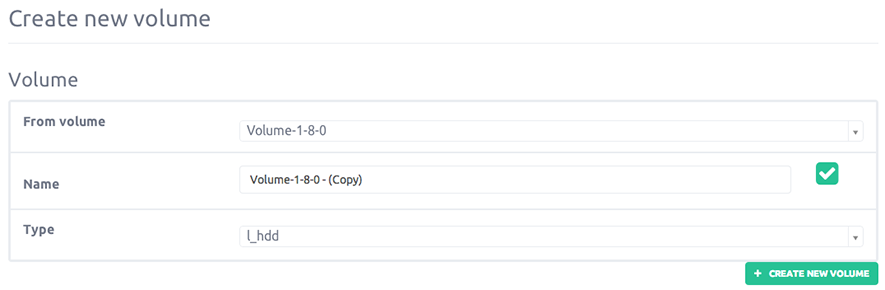 Create new volume
Volume
From volume
Volume-1-8-0
Name
Volume-1-8-0 - (Copy)
Type
l_hdd
+ CREATE NEW VOLUME